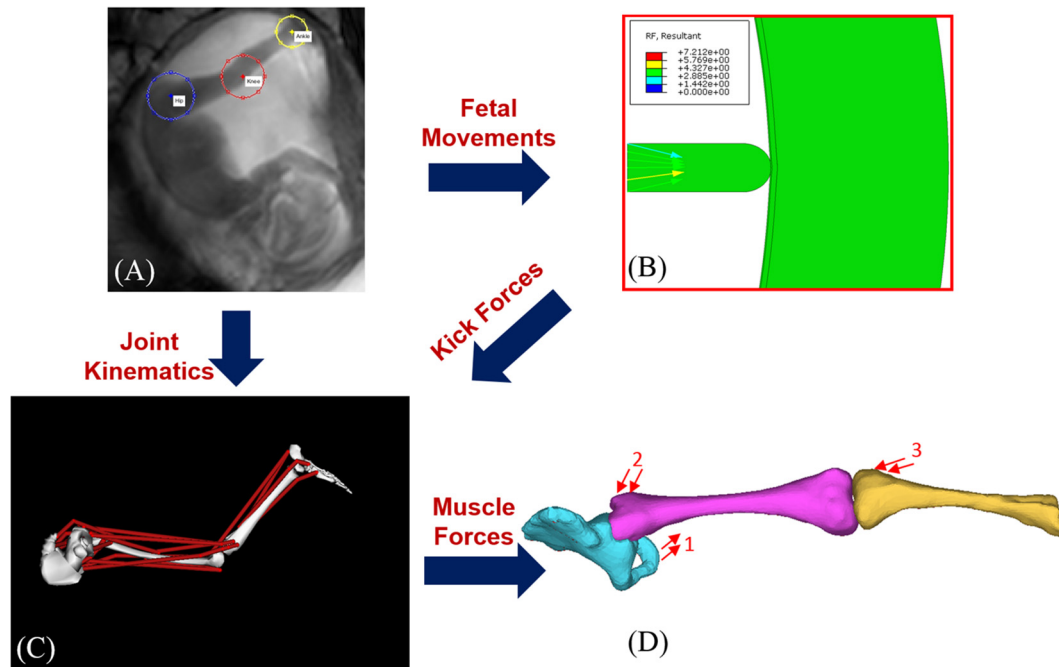 Ankle
Knee
Hip
(A)
Fetal
Movements
RF, Resultant
+7.212e+00
+5.769e+00
+4.327e+00
+2.885e+00
+1.442e+00
+0.000e+00
(B)
Joint
Kinematics
Kick Forces
(C)
Muscle
Forces
2
1
3
(D)